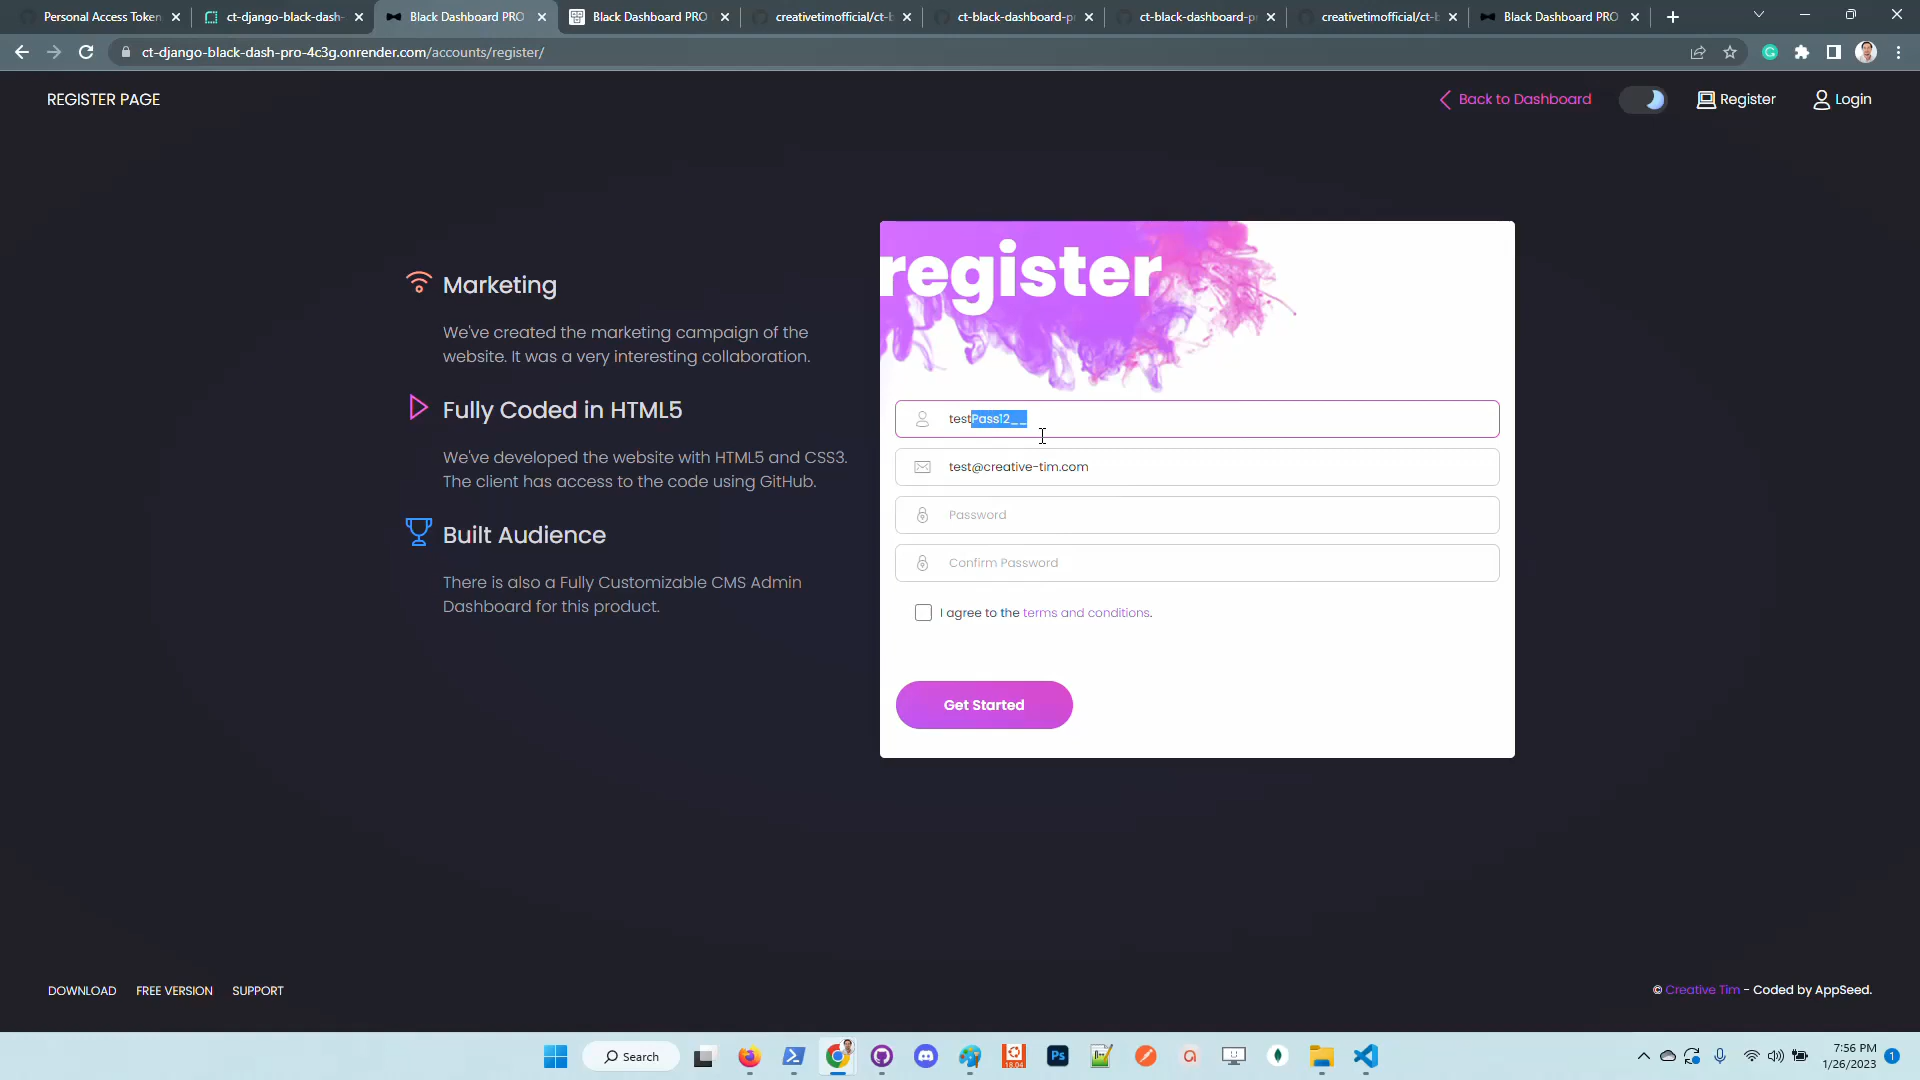 Personal Access Token
ct-django-black-dash-
Black Dashboard PRO
Black Dashboard PRO
creativetimofficial/ct-b
ct-black-dashboard-p
ct-black-dashboard-p
creativetimofficial/ct-b
Black Dashboard PRO
ct-django-black-dash-pro-4c3g.onrender.com/accounts/register/
REGISTER PAGE
Back to Dashboard
Register
Login
register
Marketing
We've created the marketing campaign of the
website. It was a very interesting collaboration.
Fully Coded in HTML5
We've developed the website with HTML5 and CSS3.
The client has access to the code using GitHub.
Built Audience
There is also a Fully Customizable CMS Admin
Dashboard for this product.
testPass12__
test@creative-tim.com
Password
Confirm Password
I agree to the terms and conditions.
Get Started
DOWNLOAD
FREE VERSION
SUPPORT
© Creative Tim - Coded by AppSeed.
Search
Ps
18.04
7:56 PM
1/26/2023
1